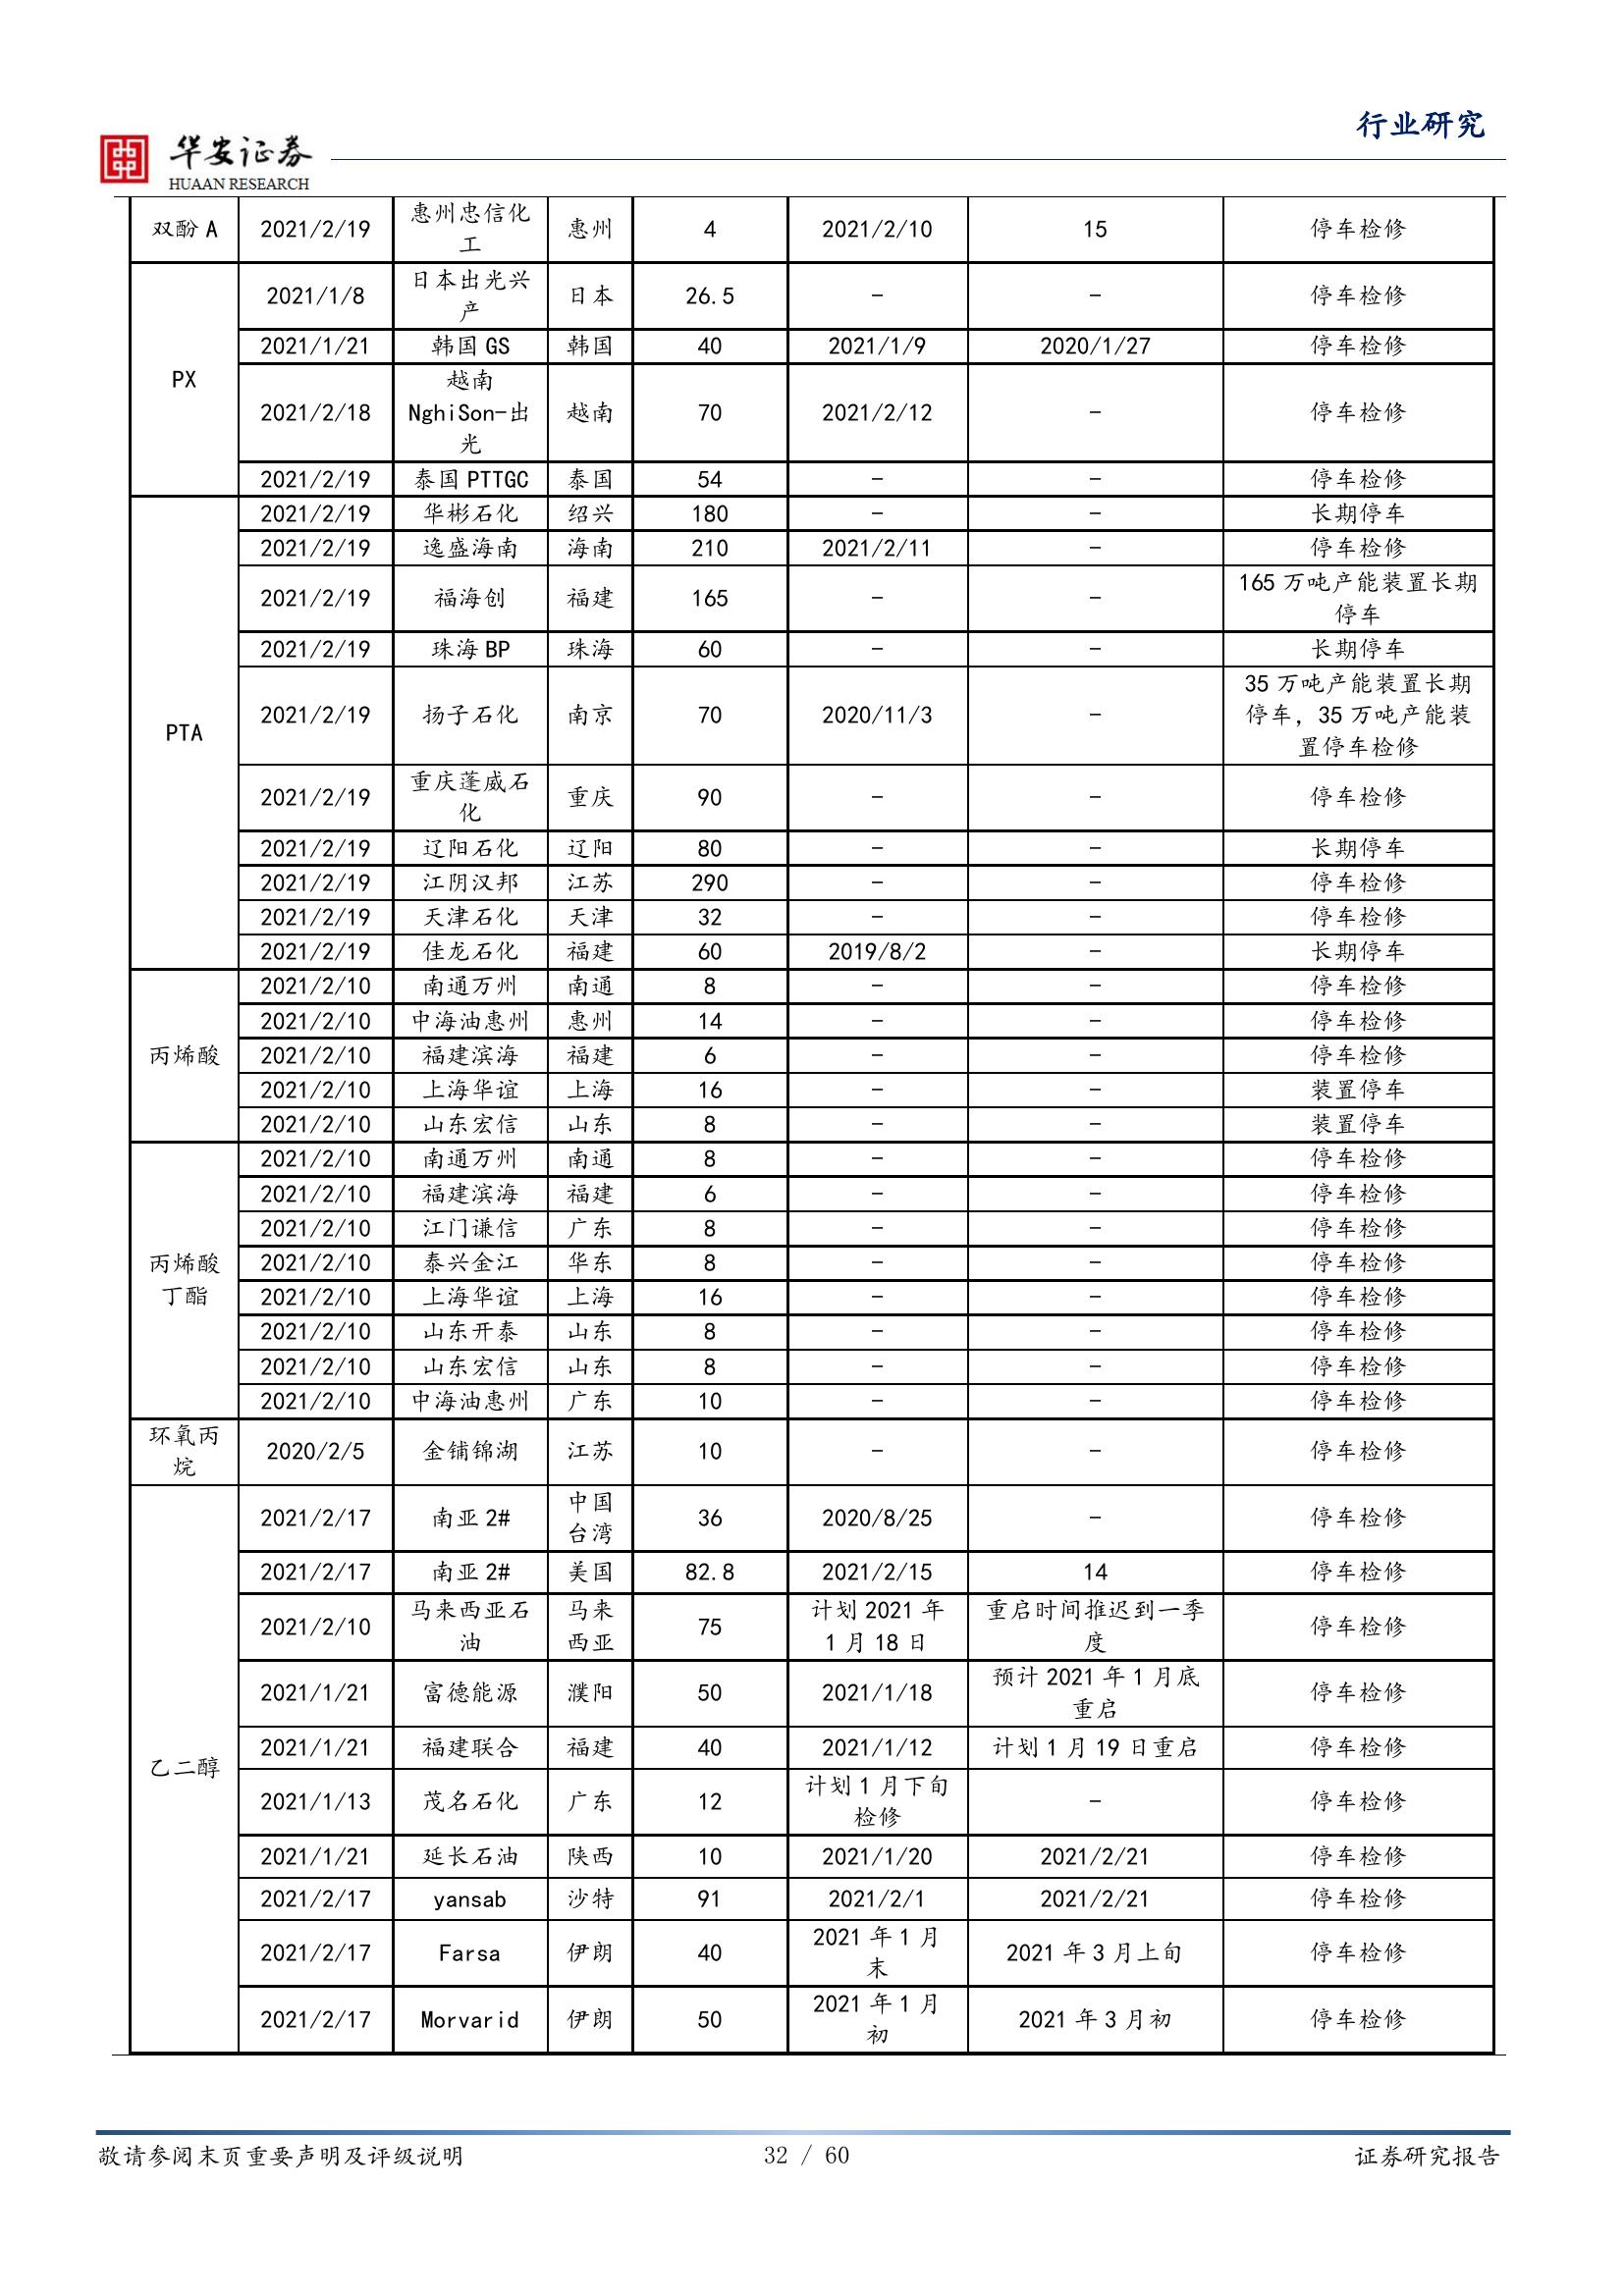 行业研究
华安证券
HUAAN RESEARCH
双酚 A 2021/2/19 惠州忠信化工 惠州 4 2021/2/10 15 停车检修
PX
2021/1/8 日本出光兴产 日本 26.5 - - 停车检修
2021/1/21 韩国 GS 韩国 40 2021/1/9 2020/1/27 停车检修
2021/2/18 越南 NghiSon-出光 越南 70 2021/2/12 - 停车检修
2021/2/19 泰国 PTTGC 泰国 54 - - 停车检修
PTA
2021/2/19 华彬石化 绍兴 180 - - 长期停车
2021/2/19 逸盛海南 海南 210 2021/2/11 - 停车检修
2021/2/19 福海创 福建 165 - - 165 万吨产能装置长期停车
2021/2/19 珠海 BP 珠海 60 - - 长期停车
2021/2/19 扬子石化 南京 70 2020/11/3 - 35 万吨产能装置长期停车，35 万吨产能装置停车检修
2021/2/19 重庆蓬威石化 重庆 90 - - 停车检修
2021/2/19 辽阳石化 辽阳 80 - - 长期停车
2021/2/19 江阴汉邦 江苏 290 - - 停车检修
2021/2/19 天津石化 天津 32 - - 停车检修
2021/2/19 佳龙石化 福建 60 2019/8/2 - 长期停车
丙烯酸
2021/2/10 南通万州 南通 8 - - 停车检修
2021/2/10 中海油惠州 惠州 14 - - 停车检修
2021/2/10 福建滨海 福建 6 - - 停车检修
2021/2/10 上海华谊 上海 16 - - 装置停车
2021/2/10 山东宏信 山东 8 - - 装置停车
丙烯酸丁酯
2021/2/10 南通万州 南通 8 - - 停车检修
2021/2/10 福建滨海 福建 6 - - 停车检修
2021/2/10 江门谦信 广东 8 - - 停车检修
2021/2/10 泰兴金江 华东 8 - - 停车检修
2021/2/10 上海华谊 上海 16 - - 停车检修
2021/2/10 山东开泰 山东 8 - - 停车检修
2021/2/10 山东宏信 山东 8 - - 停车检修
2021/2/10 中海油惠州 广东 10 - - 停车检修
环氧丙烷 2020/2/5 金铺锦湖 江苏 10 - - 停车检修
乙二醇
2021/2/17 南亚 2# 中国台湾 36 2020/8/25 - 停车检修
2021/2/17 南亚 2# 美国 82.8 2021/2/15 14 停车检修
2021/2/10 马来西亚石油 马来西亚 75 计划 2021 年 1 月 18 日 重启时间推迟到一季度 停车检修
2021/1/21 富德能源 濮阳 50 2021/1/18 预计 2021 年 1 月底重启 停车检修
2021/1/21 福建联合 福建 40 2021/1/12 计划 1 月 19 日重启 停车检修
2021/1/13 茂名石化 广东 12 计划 1 月下旬检修 - 停车检修
2021/1/21 延长石油 陕西 10 2021/1/20 2021/2/21 停车检修
2021/2/17 yansab 沙特 91 2021/2/1 2021/2/21 停车检修
2021/2/17 Farsa 伊朗 40 2021 年 1 月末 2021 年 3 月上旬 停车检修
2021/2/17 Morvarid 伊朗 50 2021 年 1 月初 2021 年 3 月初 停车检修
敬请参阅末页重要声明及评级说明 32 / 60 证券研究报告